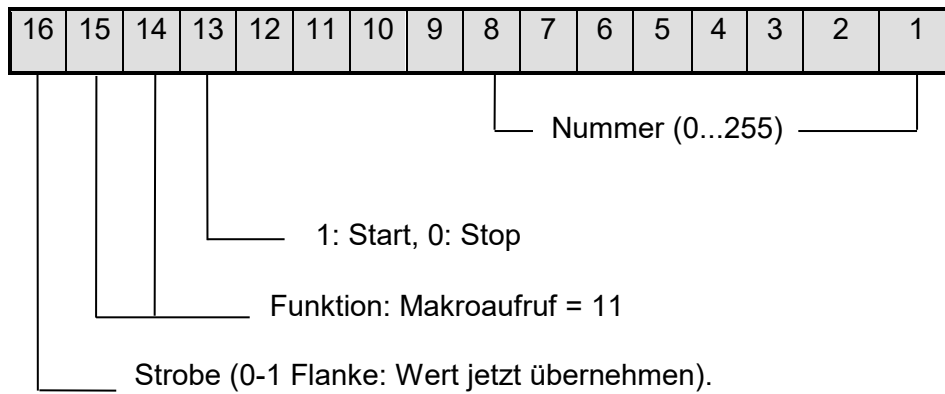 16 15 14 13 12 11 10 9 8 7 6 5 4 3 2 1
Nummer (0...255)
1: Start, 0: Stop
Funktion: Makroaufruf = 11
Strobe (0-1 Flanke: Wert jetzt übernehmen).